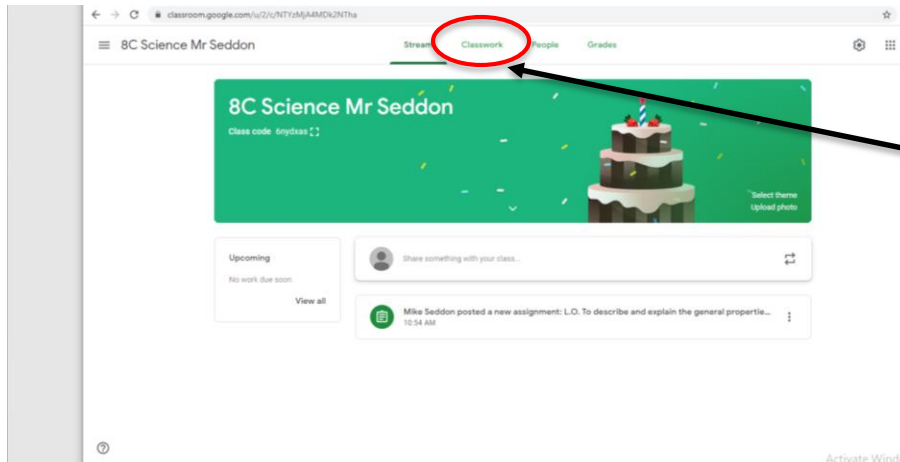 classroom.google.com/u/2/c/NTYzMjA4MDk2NTha
8C Science Mr Seddon
Stream Classwork People Grades
8C Science Mr Seddon
Class code 6nydxas
Select theme
Upload photo
Upcoming
No work due soon
View all
Share something with your class...
Mike Seddon posted a new assignment: L.O. To describe and explain the general propertie...
10:54 AM
Activate Wind